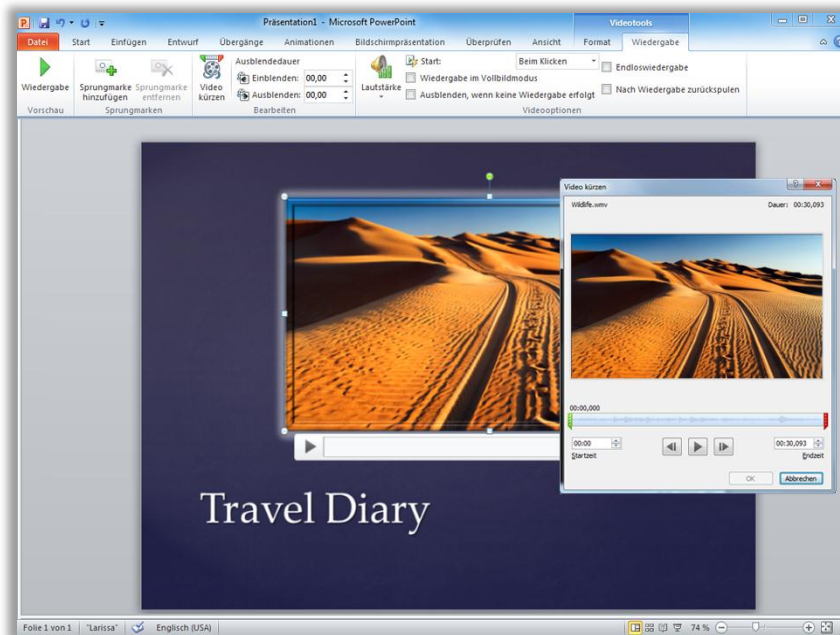 Präsentation1 - Microsoft PowerPoint
Videotools
Datei Start Einfügen Entwurf Übergänge Animationen Bildschirmpräsentation Überprüfen Ansicht Format Wiedergabe
Wiedergabe
Vorschau
Sprungmarke hinzufügen
Sprungmarke entfernen
Sprungmarken
Video kürzen
Ausblendedauer
Einblenden: 00,00
Ausblenden: 00,00
Bearbeiten
Lautstärke
Start: Beim Klicken
Wiedergabe im Vollbildmodus
Ausblenden, wenn keine Wiedergabe erfolgt
Endloswiedergabe
Nach Wiedergabe zurückspulen
Videooptionen
Video kürzen
Wildlife.wmv Dauer: 00:30,093
00:00,000
00:00 00:30,093
Startzeit Endzeit
OK Abbrechen
Travel Diary
Folie 1 von 1 "Larissa" Englisch (USA) 74 %